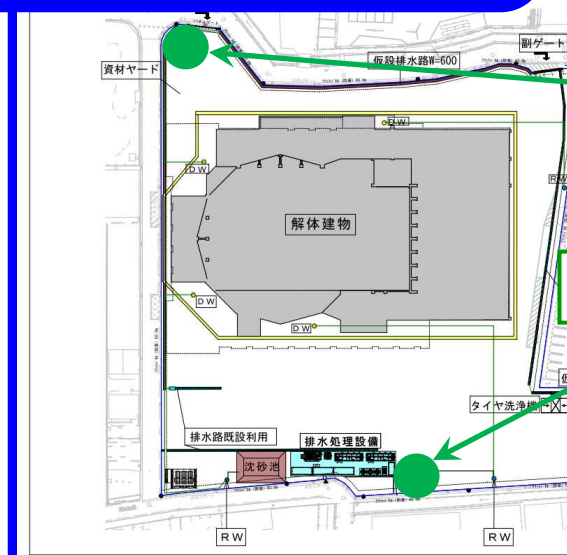 副ゲート
仮設排水路W=600
資材ヤード
DW
DW
RW
解体建物
DW
DW
タイヤ洗浄機
排水路既設利用
排水処理設備
沈砂池
RW
RW